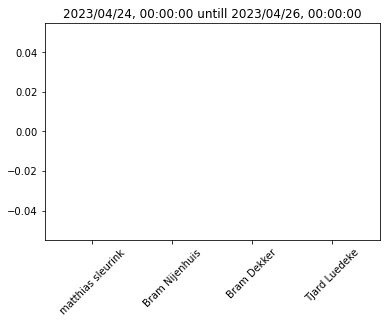 2023/04/24, 00:00:00 untill 2023/04/26, 00:00:00
0.04
0.02
0.00
−0.02
−0.04
matthias sleurink
Bram Nijenhuis
Bram Dekker
Tjard Luedeke